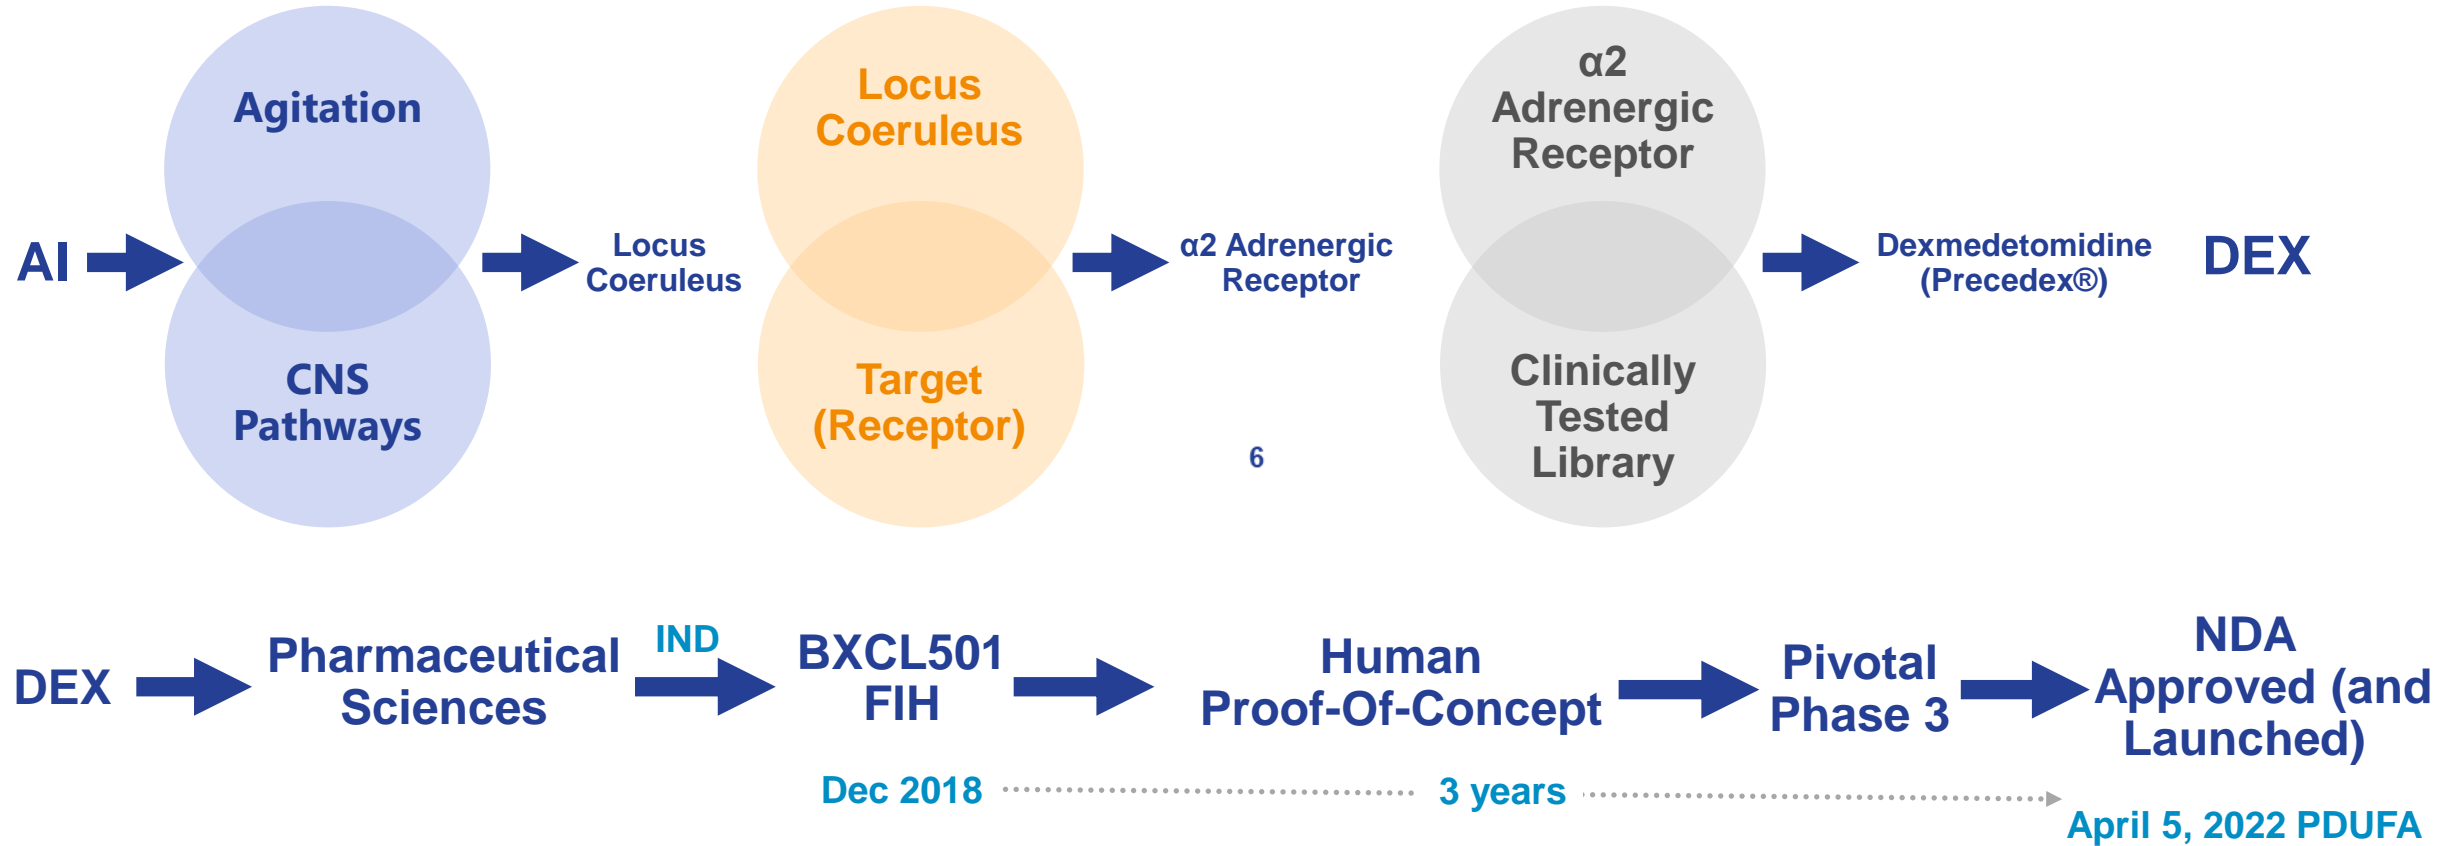 AI
Agitation
CNS
Pathways
Locus
Coeruleus
Locus
Coeruleus
Target
(Receptor)
α2 Adrenergic
Receptor
α2
Adrenergic
Receptor
Clinically
Tested
Library
Dexmedetomidine
(Precedex®)
DEX
6
DEX
Pharmaceutical
Sciences
IND
BXCL501
FIH
Human
Proof-Of-Concept
Pivotal
Phase 3
NDA
Approved (and
Launched)
Dec 2018
3 years
April 5, 2022 PDUFA